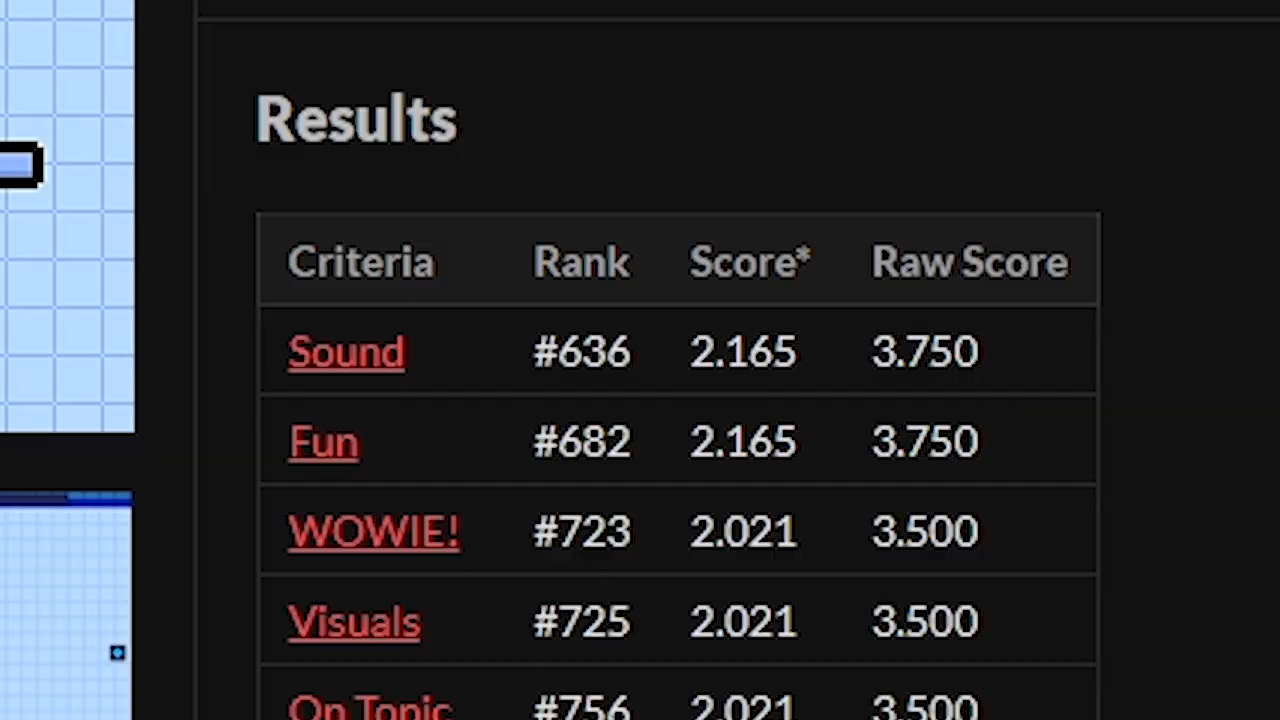 Results
Criteria Rank Score* Raw Score
Sound #636 2.165 3.750
Fun #682 2.165 3.750
WOWIE! #723 2.021 3.500
Visuals #725 2.021 3.500
On Topic #756 2.021 3.500